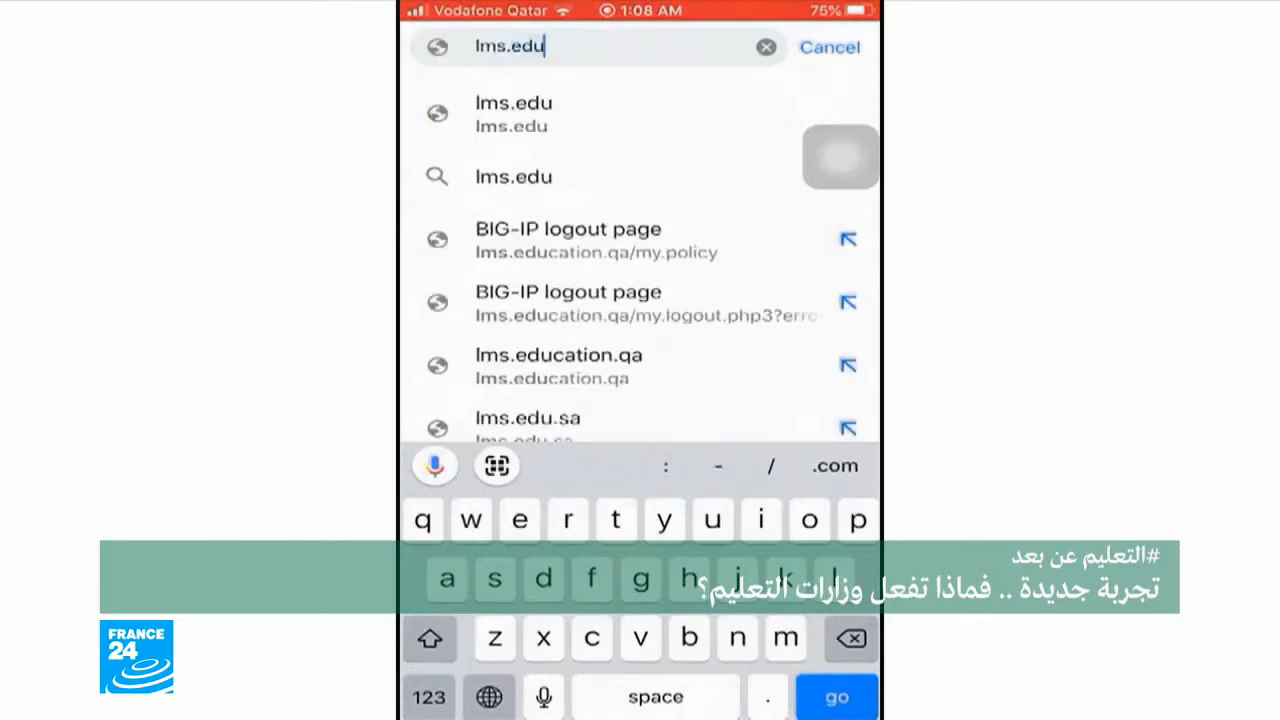 Vodafone Qatar
1:08 AM
75%
lms.edu
Cancel
lms.edu
lms.edu
lms.edu
BIG-IP logout page
lms.education.qa/my.policy
BIG-IP logout page
lms.education.qa/my.logout.php3?erro
lms.education.qa
lms.education.qa
lms.edu.sa
lms.edu.sa
: - / .com
q w e r t y u i o p
a s d f g h j k l
z x c v b n m
123 space . go
#التعليم عن بعد
تجربة جديدة .. فماذا تفعل وزارات التعليم؟
FRANCE
24